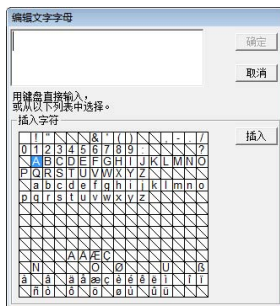 编辑文字字母
确定
取消
用键盘直接输入，
或从以下列表中选择。
插入字符
插入
! " & ' ( ) , - . /
0 1 2 3 4 5 6 7 8 9 : ?
A B C D E F G H I J K L M N O
P Q R S T U V W X Y Z
a b c d e f g h i j k l m n o
p q r s t u v w x y z
Ä Å Æ Ç
Ñ Ö Ø Ü ß
à á â ä å æ ç è é ê ë ì î ï
ñ ò ó ô ö ø ù û ü